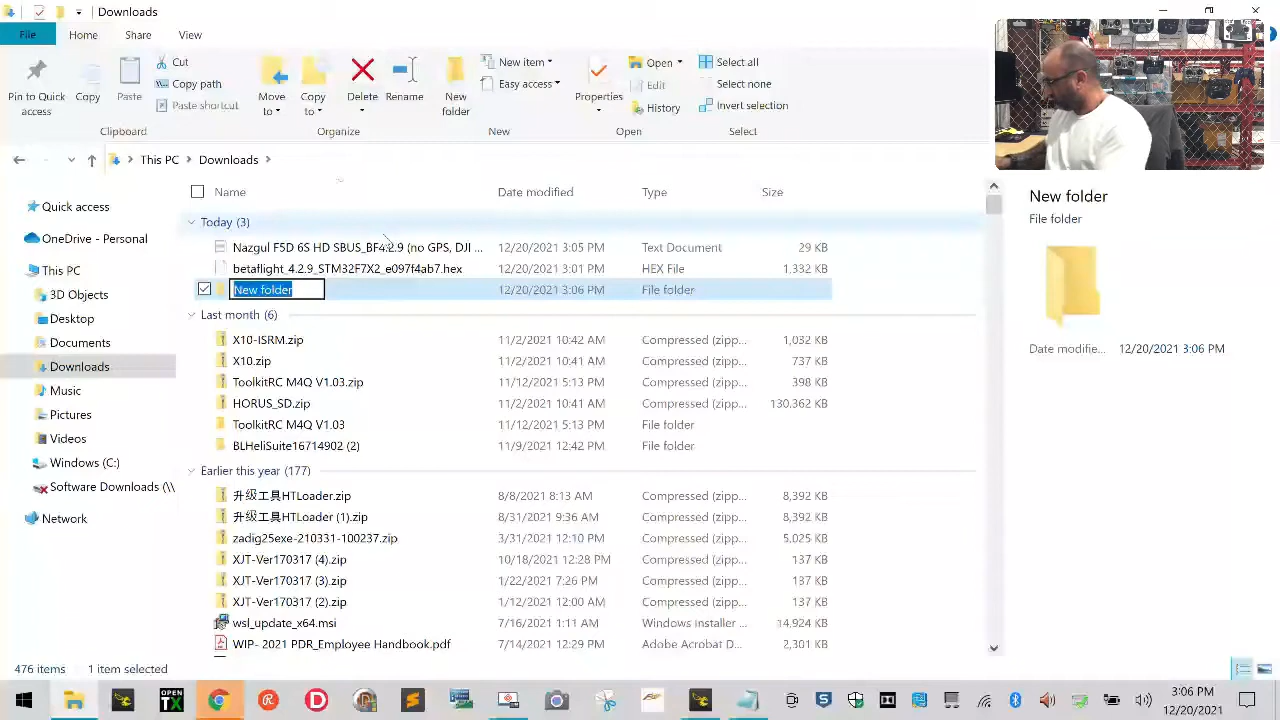 Downloads
File
Home
Share
View
Pin to Quick access
Copy
Paste
Cut
Copy path
Paste shortcut
Clipboard
Move to
Copy to
Delete
Rename
Organize
folder
New item
Easy access
New
Properties
Open
Edit
History
Open
Select all
Select none
Invert selection
Select
This PC
Downloads
Name
Date modified
Type
Size
Today (3)
Nazgul F5D 6S HD SBUS_BF4.2.9 (no GPS, DJI ... 12/20/2021 3:05 PM Text Document 29 KB
betaflight_4.2.9_STM32F7X2_e097f4ab7.hex 12/20/2021 3:01 PM HEX File 1,332 KB
New folder 12/20/2021 3:06 PM File folder
Last month (6)
X10-ISRM.zip 11/2/2021 10:42 AM Compressed (zipp... 1,032 KB
X10.zip 11/2/2021 10:41 AM Compressed (zipp... 737 KB
ToolkitRC M4Q V1.03.zip 11/12/2021 5:13 PM Compressed (zipp... 398 KB
HORUS_SD.zip 11/2/2021 10:41 AM Compressed (zipp... 130,362 KB
ToolkitRC M4Q V1.03 11/12/2021 5:13 PM File folder
BLHeliSuite16714902 (2) 11/9/2021 12:42 PM File folder
Earlier this year (177)
升级工具HTLoader.zip 8/8/2021 8:13 AM Compressed (zipp... 8,392 KB
升级工具HTLoader (1).zip 8/31/2021 9:36 AM Compressed (zipp... 8,392 KB
zadig25exe-210331-100237.zip 3/31/2021 12:10 PM Compressed (zipp... 5,025 KB
XJT-Ver170317 (4).zip 10/18/2021 12:28 PM Compressed (zipp... 137 KB
XJT-Ver170317 (3).zip 1/22/2021 7:26 PM Compressed (zipp... 137 KB
XJT-Ver170317 (2).zip 1/12/2021 12:00 AM Compressed (zipp... 137 KB
wsl_update_x64.msi 7/16/2021 1:11 AM Windows Installer ... 14,924 KB
WIP- 2021 PDR_Employee Handbook.pdf 7/14/2021 12:29 PM Adobe Acrobat D... 2,301 KB
Quick access
OneDrive - Personal
This PC
3D Objects
Desktop
Documents
Downloads
Music
Pictures
Videos
Windows (C:)
Software Downloads (\\
Network
New folder
File folder
Date modifie... 12/20/2021 3:06 PM
476 items
1 item selected
OPEN
TX
3:06 PM
12/20/2021